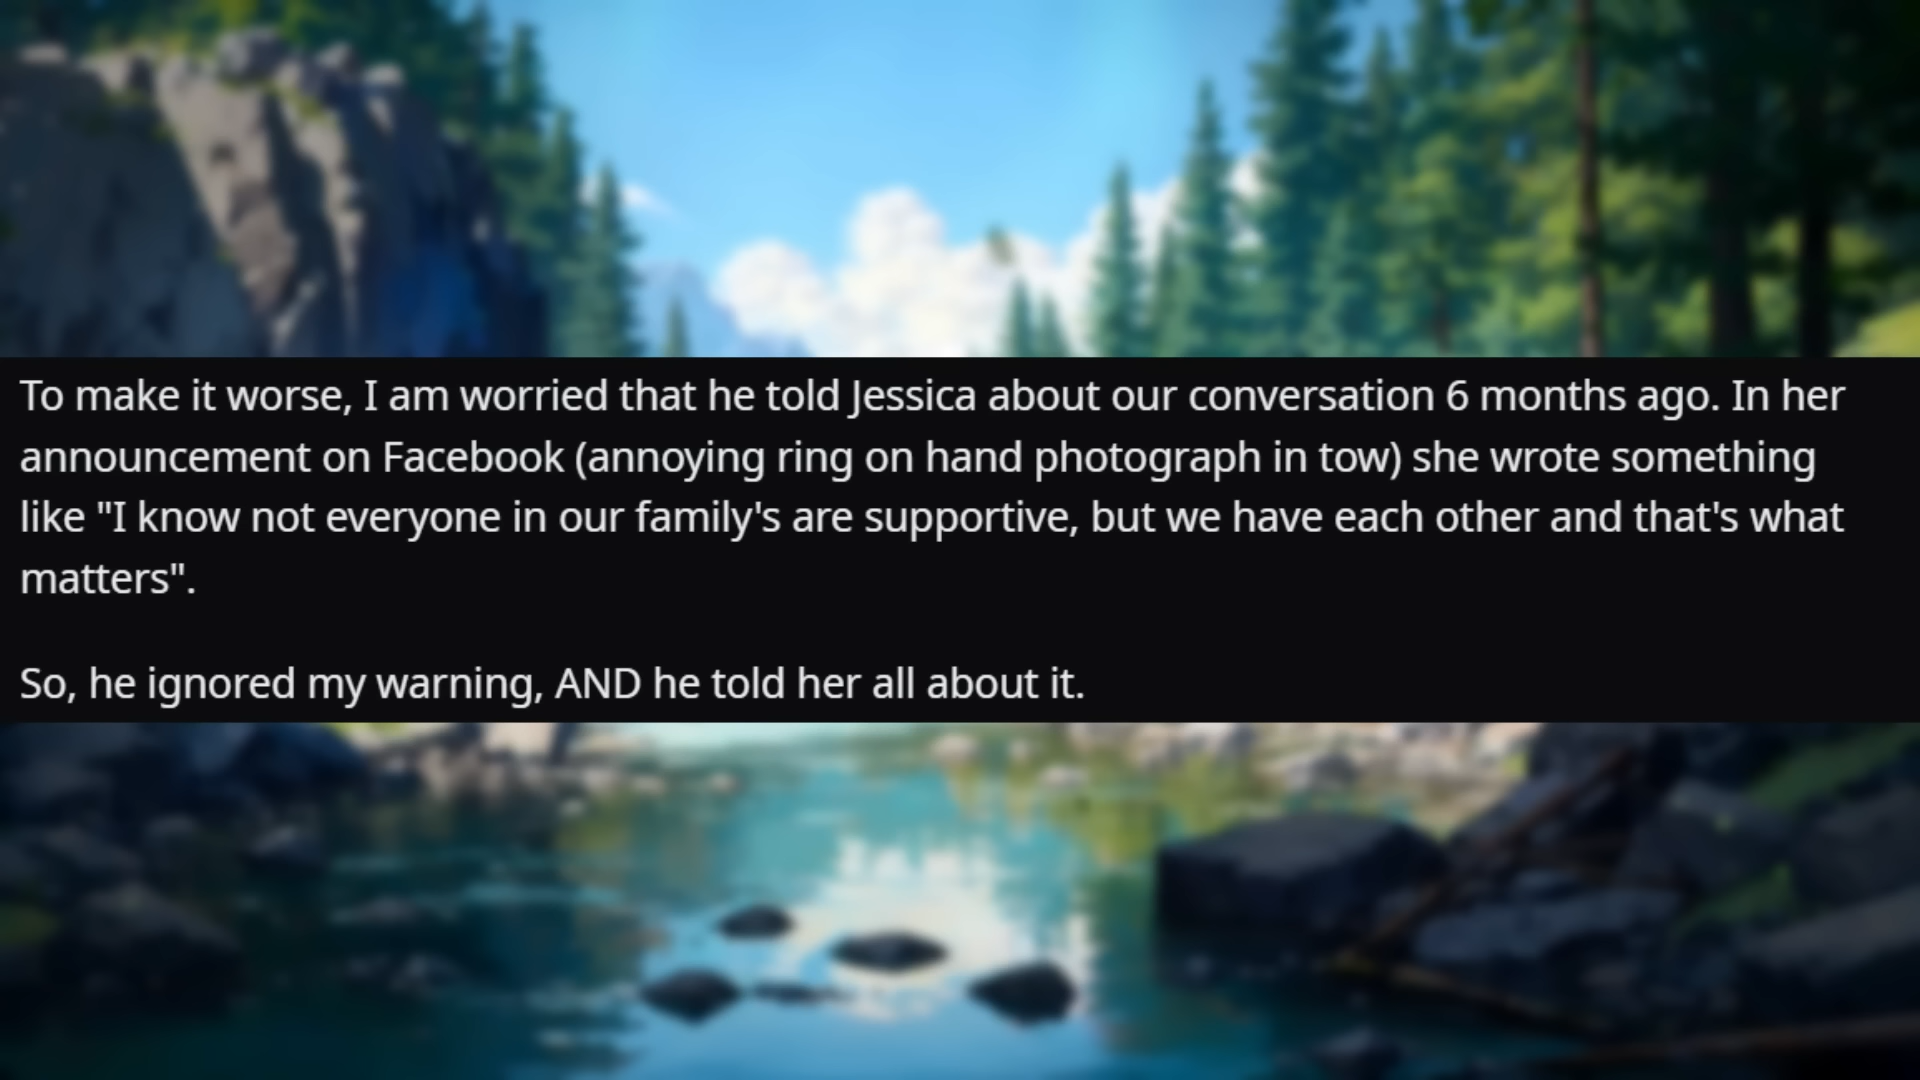 To make it worse, I am worried that he told Jessica about our conversation 6 months ago. In her
announcement on Facebook (annoying ring on hand photograph in tow) she wrote something
like "I know not everyone in our family's are supportive, but we have each other and that's what
matters".
So, he ignored my warning, AND he told her all about it.